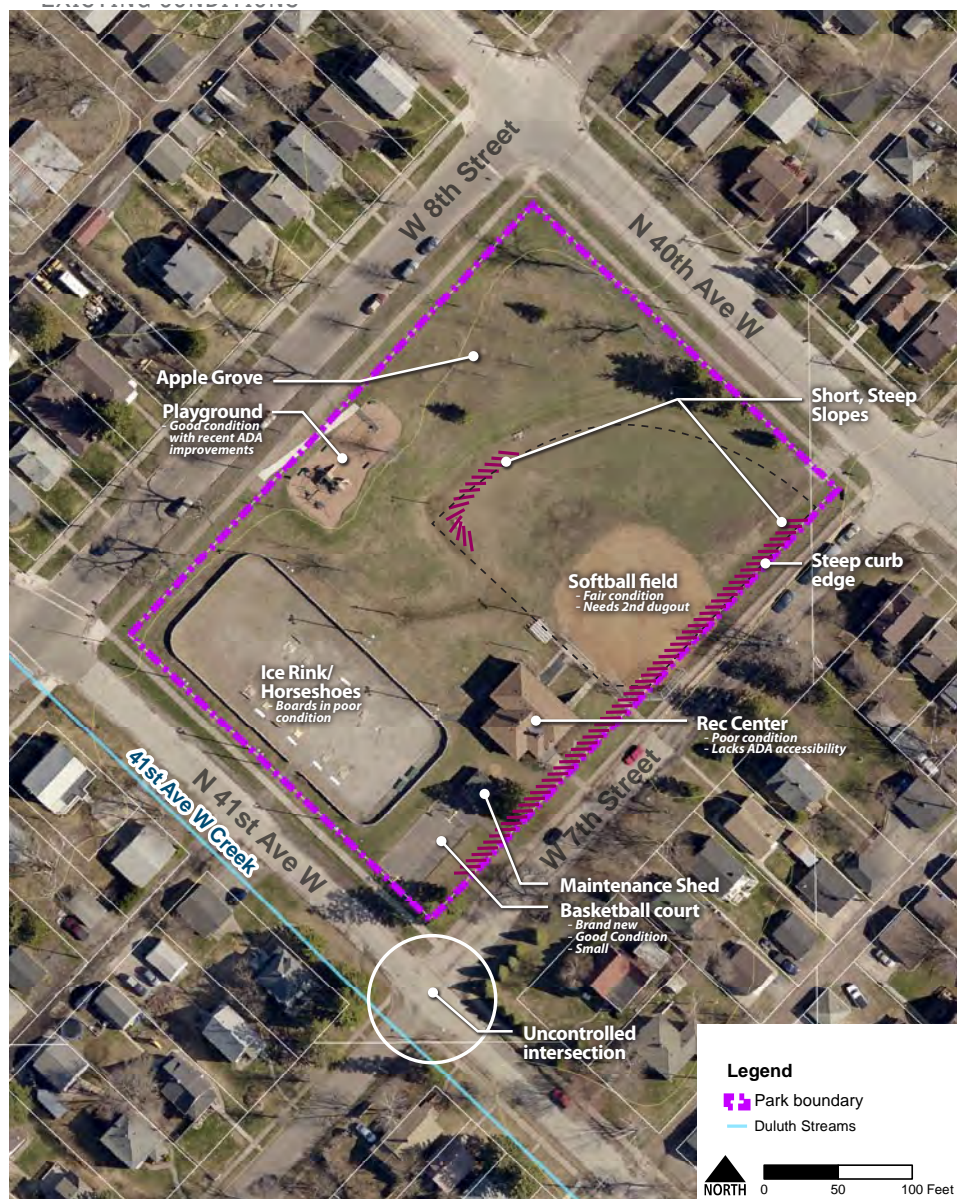 EXISTING CONDITIONS
W 8th Street
N 40th Ave W
Apple Grove
Playground
- Good condition
with recent ADA
improvements
Short, Steep
Slopes
Steep curb
edge
Softball field
- Fair condition
- Needs 2nd dugout
Ice Rink/
Horseshoes
- Boards in poor
condition
Rec Center
- Poor condition
- Lacks ADA accessibility
41st Ave W Creek
N 41st Ave W
W 7th Street
Maintenance Shed
Basketball court
- Brand new
- Good Condition
- Small
Uncontrolled
intersection
Legend
Park boundary
Duluth Streams
NORTH
0 50 100 Feet